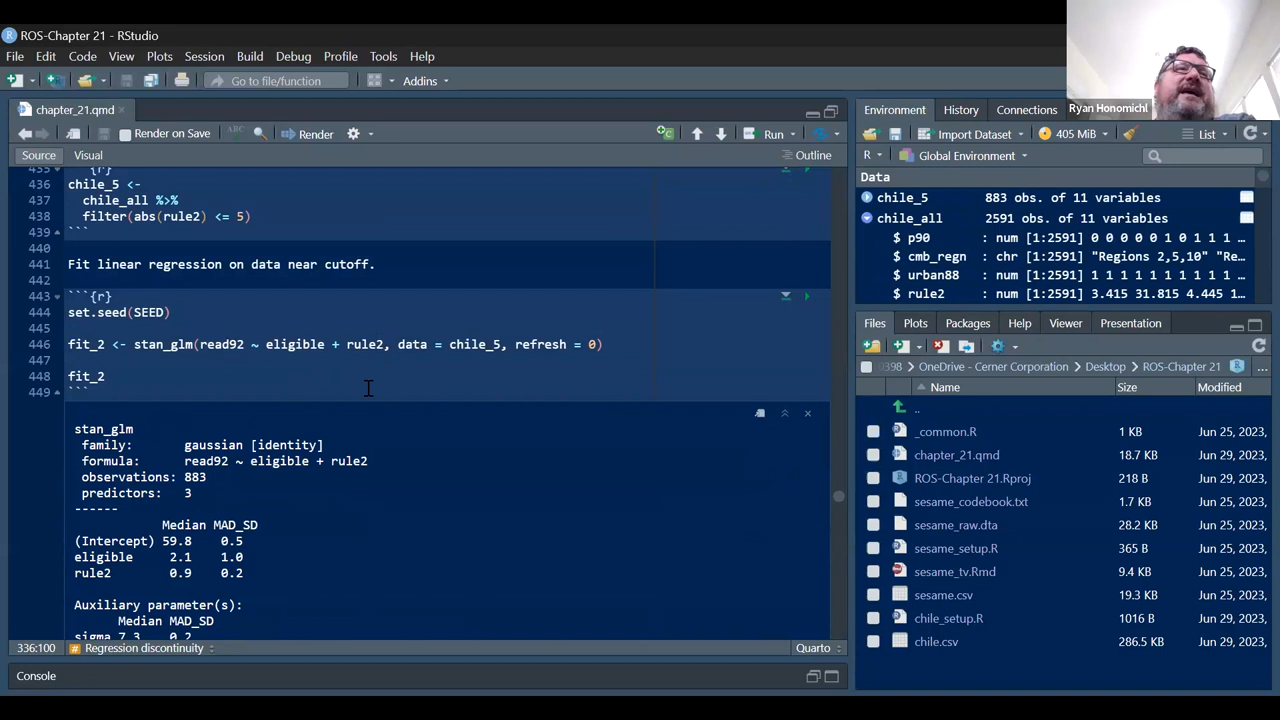 ROS-Chapter 21 - RStudio
File Edit Code View Plots Session Build Debug Profile Tools Help
Go to file/function Addins
Ryan Honomichl
chapter_21.qmd
Render on Save Render Run
Source Visual Outline
435 ```{r}
436 chile_5 <-
437 chile_all %>%
438 filter(abs(rule2) <= 5)
439 ```
440
441 Fit linear regression on data near cutoff.
442
443 ```{r}
444 set.seed(SEED)
445
446 fit_2 <- stan_glm(read92 ~ eligible + rule2, data = chile_5, refresh = 0)
447
448 fit_2
449 ```
stan_glm
family: gaussian [identity]
formula: read92 ~ eligible + rule2
observations: 883
predictors: 3
------
Median MAD_SD
(Intercept) 59.8 0.5
eligible 2.1 1.0
rule2 0.9 0.2
Auxiliary parameter(s):
Median MAD_SD
sigma 7.3 0.2
336:100 # Regression discontinuity Quarto
Console
Environment History Connections
Import Dataset 405 MiB List
R Global Environment
Data
chile_5 883 obs. of 11 variables
chile_all 2591 obs. of 11 variables
$ p90 : num [1:2591] 0 0 0 0 0 1 0 1 1 1 …
$ cmb_regn : chr [1:2591] "Regions 2,5,10" "Re…
$ urban88 : num [1:2591] 1 1 1 1 1 1 1 1 1 1 …
$ rule2 : num [1:2591] 3.415 31.815 4.445 1…
Files Plots Packages Help Viewer Presentation
0398 > OneDrive - Cerner Corporation > Desktop > ROS-Chapter 21 ...
Name Size Modified
..
_common.R 1 KB Jun 25, 2023,
chapter_21.qmd 18.7 KB Jun 29, 2023,
ROS-Chapter 21.Rproj 218 B Jun 29, 2023,
sesame_codebook.txt 1.7 KB Jun 25, 2023,
sesame_raw.dta 28.2 KB Jun 25, 2023,
sesame_setup.R 365 B Jun 25, 2023,
sesame_tv.Rmd 9.4 KB Jun 25, 2023,
sesame.csv 19.3 KB Jun 25, 2023,
chile_setup.R 1016 B Jun 25, 2023,
chile.csv 286.5 KB Jun 25, 2023,